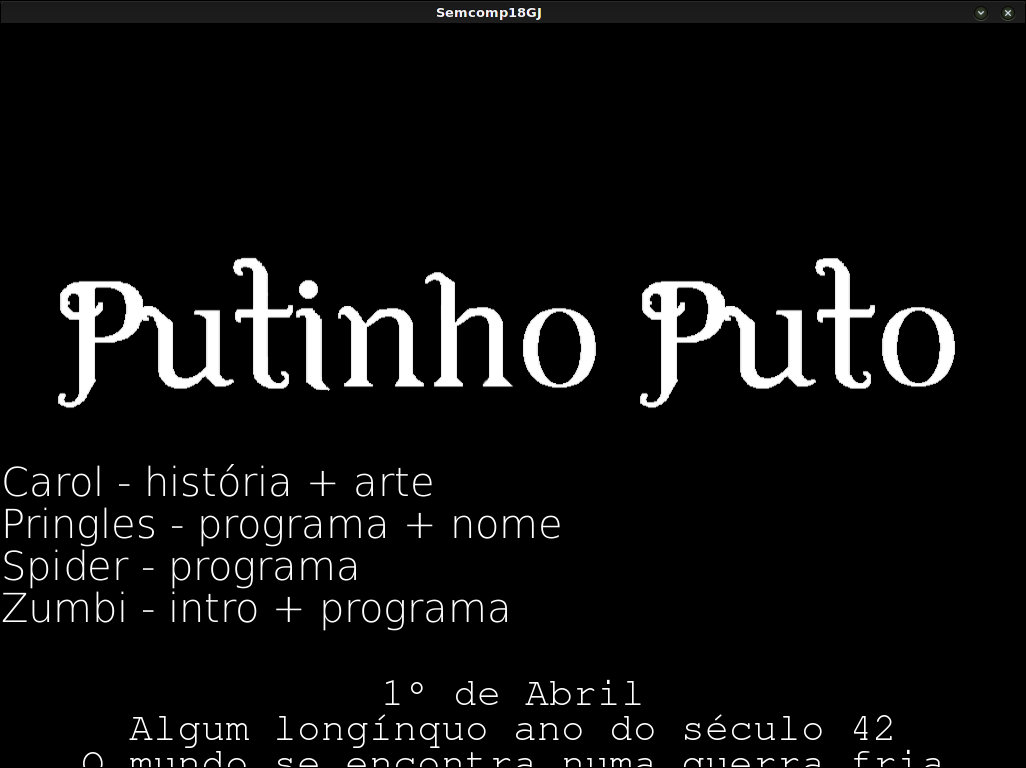 Semcomp18GJ
Putinho Puto
Carol - história + arte
Pringles - programa + nome
Spider - programa
Zumbi - intro + programa
1º de Abril
Algum longínquo ano do século 42
O mundo se encontra numa guerra fria